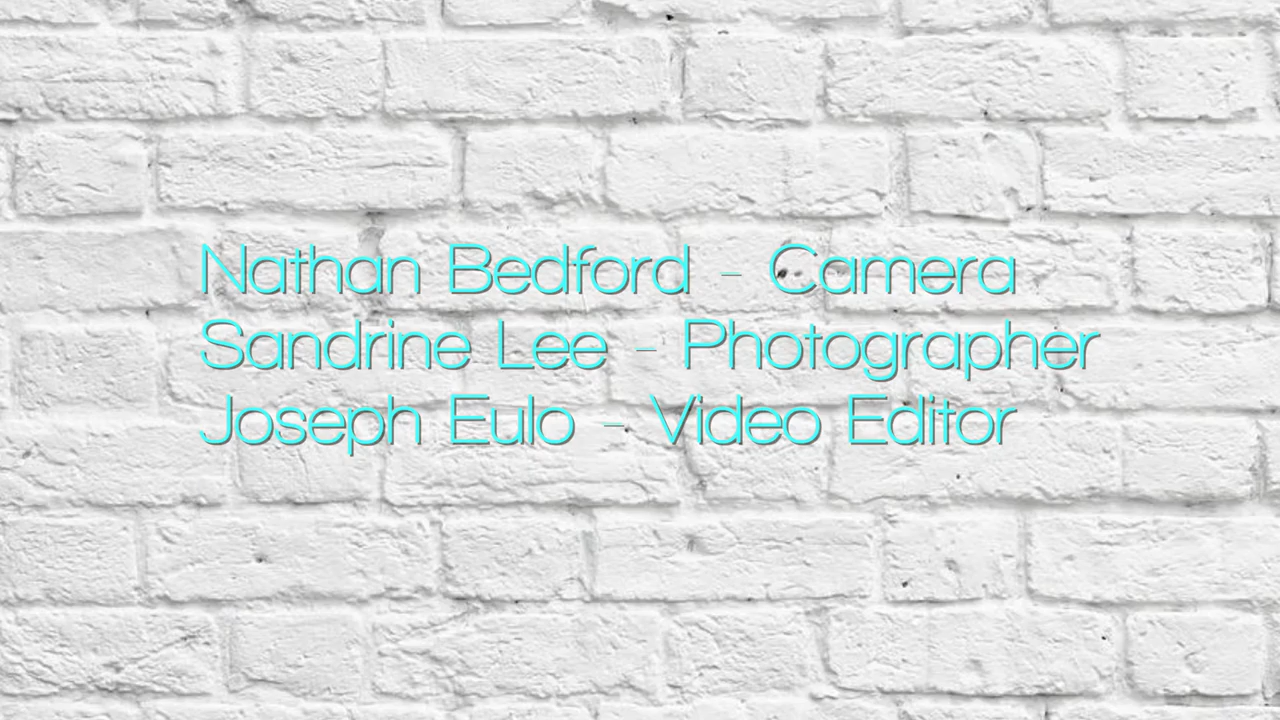 Nathan Bedford - Camera
Sandrine Lee - Photographer
Joseph Eulo - Video Editor